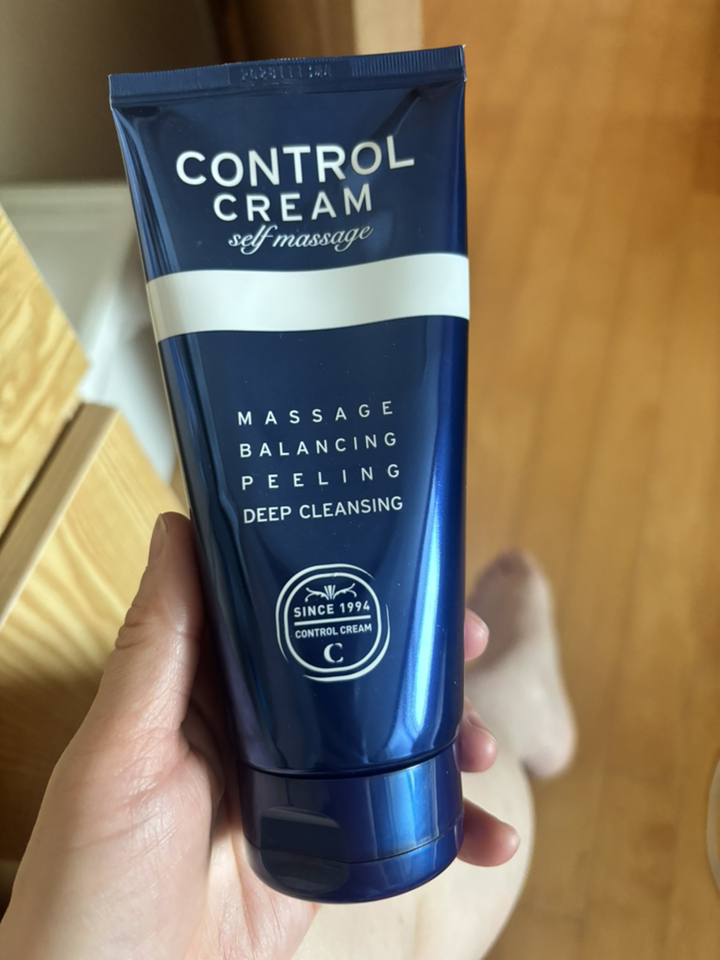 CONTROL
CREAM
self massage
MASSAGE
BALANCING
PEELING
DEEP CLEANSING
SINCE 1994
CONTROL CREAM
C